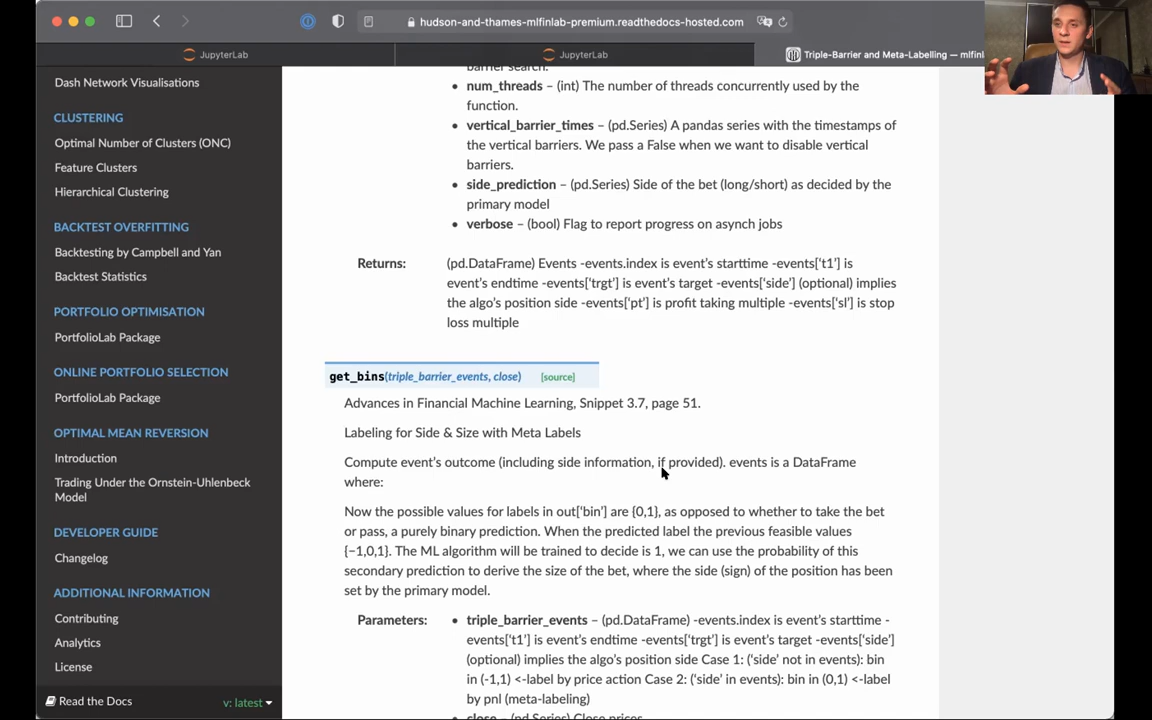 hudson-and-thames-mlfinlab-premium.readthedocs-hosted.com
JupyterLab
JupyterLab
Triple-Barrier and Meta-Labelling — mlfin
Dash Network Visualisations
CLUSTERING
Optimal Number of Clusters (ONC)
Feature Clusters
Hierarchical Clustering
BACKTEST OVERFITTING
Backtesting by Campbell and Yan
Backtest Statistics
PORTFOLIO OPTIMISATION
PortfolioLab Package
ONLINE PORTFOLIO SELECTION
PortfolioLab Package
OPTIMAL MEAN REVERSION
Introduction
Trading Under the Ornstein-Uhlenbeck
Model
DEVELOPER GUIDE
Changelog
ADDITIONAL INFORMATION
Contributing
Analytics
License
Read the Docs
v: latest
barrier search.
• num_threads – (int) The number of threads concurrently used by the
function.
• vertical_barrier_times – (pd.Series) A pandas series with the timestamps of
the vertical barriers. We pass a False when we want to disable vertical
barriers.
• side_prediction – (pd.Series) Side of the bet (long/short) as decided by the
primary model
• verbose – (bool) Flag to report progress on asynch jobs
Returns: (pd.DataFrame) Events -events.index is event's starttime -events['t1'] is
event's endtime -events['trgt'] is event's target -events['side'] (optional) implies
the algo's position side -events['pt'] is profit taking multiple -events['sl'] is stop
loss multiple
get_bins(triple_barrier_events, close) [source]
Advances in Financial Machine Learning, Snippet 3.7, page 51.
Labeling for Side & Size with Meta Labels
Compute event's outcome (including side information, if provided). events is a DataFrame
where:
Now the possible values for labels in out['bin'] are {0,1}, as opposed to whether to take the bet
or pass, a purely binary prediction. When the predicted label the previous feasible values
{−1,0,1}. The ML algorithm will be trained to decide is 1, we can use the probability of this
secondary prediction to derive the size of the bet, where the side (sign) of the position has been
set by the primary model.
Parameters: • triple_barrier_events – (pd.DataFrame) -events.index is event's starttime -
events['t1'] is event's endtime -events['trgt'] is event's target -events['side']
(optional) implies the algo's position side Case 1: ('side' not in events): bin
in (-1,1) <-label by price action Case 2: ('side' in events): bin in (0,1) <-label
by pnl (meta-labeling)
• close – (pd.Series) Close prices